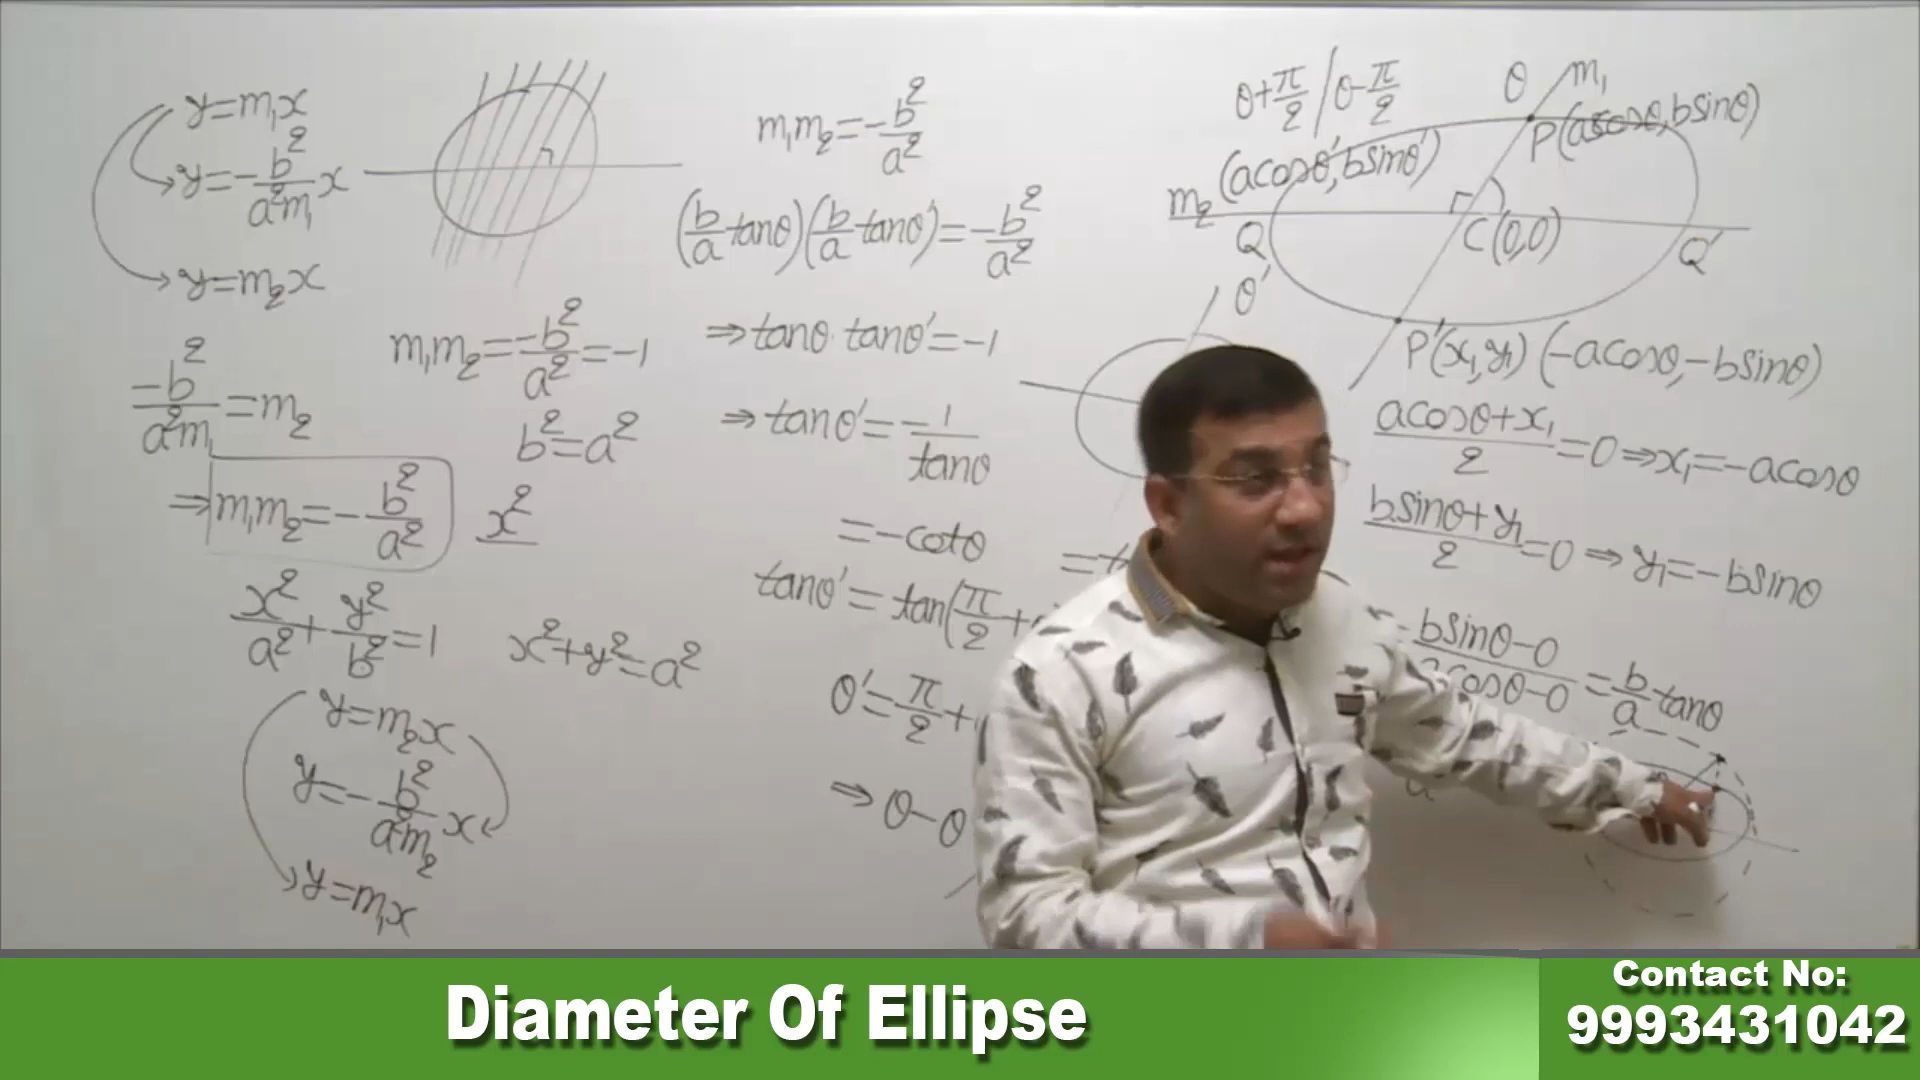 y=m₁x
y=-b²/a²m₁ x
y=m₂x
-b²/a²m₁=m₂
⇒m₁m₂=-b²/a²
x²/a²+y²/b²=1
y=m₂x
y=-b²/a²m₂ x
y=m₁x
m₁m₂=-b²/a²=-1
b²=a²
x²
x²+y²=a²
m₁m₂=-b²/a²
(b/a tanθ)(b/a tanθ')=-b²/a²
⇒tanθ·tanθ'=-1
⇒tanθ'=-1/tanθ
=-cotθ
tanθ'=tan(π/2+
θ'=π/2+
⇒θ-θ
θ'
θ+π/2/θ-π/2
θ
m₁
P(acosθ,bsinθ)
(acosθ',bsinθ')
m₂
Q
C(0,0)
Q'
P'(x₁,y₁)(-acosθ,-bsinθ)
acosθ+x₁/2=0⇒x₁=-acosθ
bsinθ+y₁/2=0⇒y₁=-bsinθ
=bsinθ-0/acosθ-0=b/a tanθ
Diameter Of Ellipse
Contact No:
9993431042